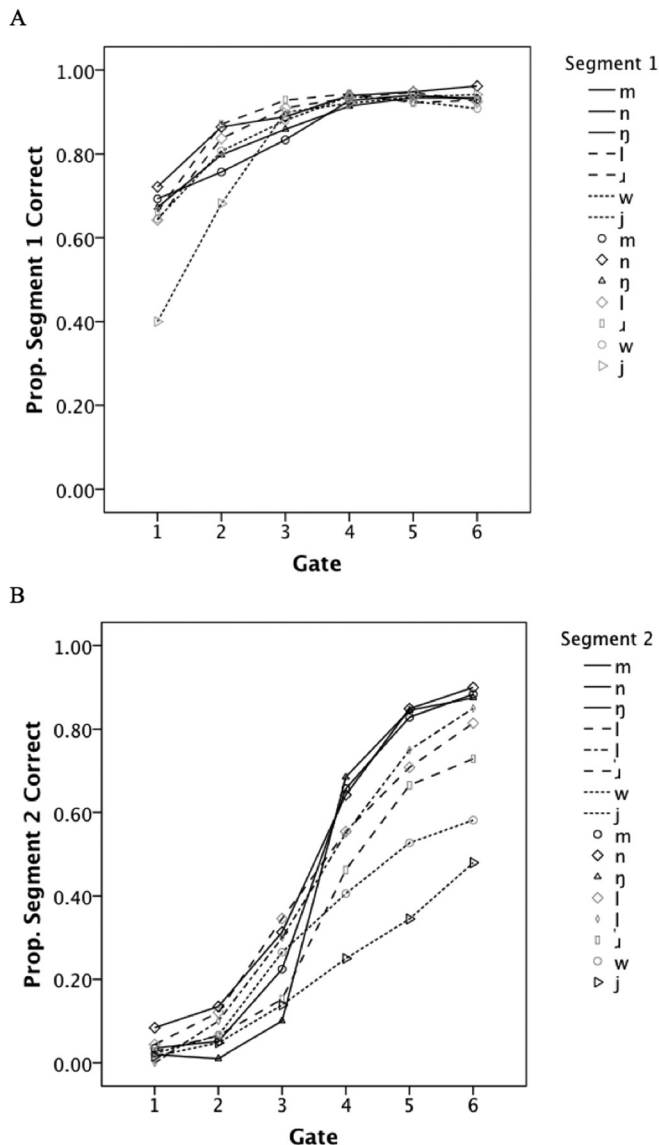 A
Segment 1
m
n
ŋ
l
ɹ
w
j
m
n
ŋ
l
ɹ
w
j
1.00
0.80
0.60
0.40
0.20
0.00
Prop. Segment 1 Correct
1 2 3 4 5 6
Gate
B
Segment 2
m
n
ŋ
l
l̩
ɹ
w
j
m
n
ŋ
l
l̩
ɹ
w
j
1.00
0.80
0.60
0.40
0.20
0.00
Prop. Segment 2 Correct
1 2 3 4 5 6
Gate